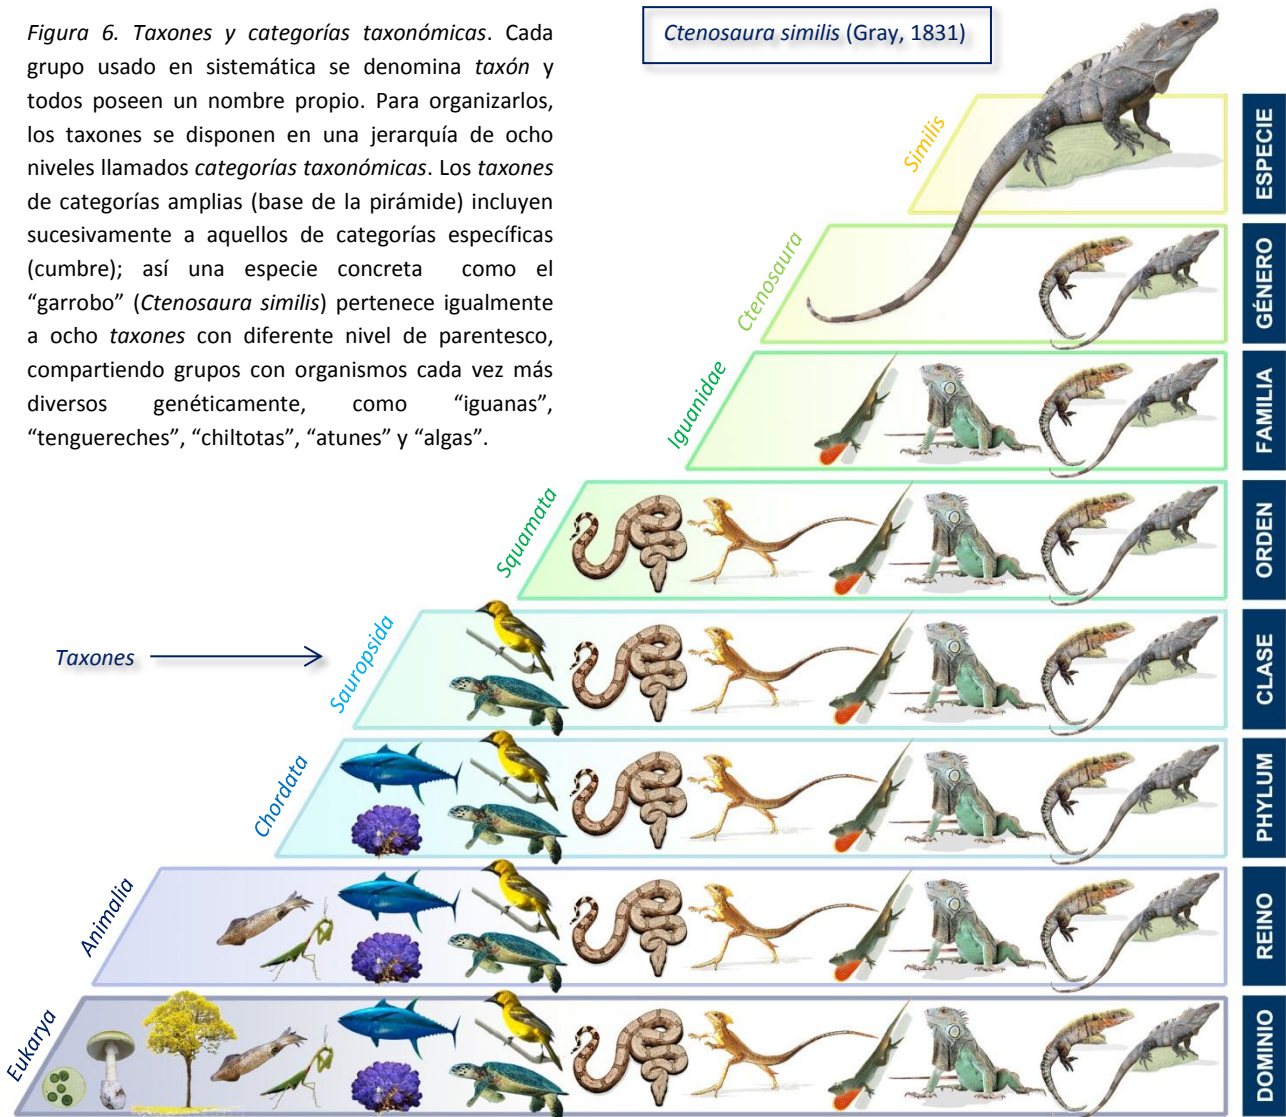 Figura 6. Taxones y categorías taxonómicas. Cada
grupo usado en sistemática se denomina taxón y
todos poseen un nombre propio. Para organizarlos,
los taxones se disponen en una jerarquía de ocho
niveles llamados categorías taxonómicas. Los taxones
de categorías amplias (base de la pirámide) incluyen
sucesivamente a aquellos de categorías específicas
(cumbre); así una especie concreta como el
“garrobo” (Ctenosaura similis) pertenece igualmente
a ocho taxones con diferente nivel de parentesco,
compartiendo grupos con organismos cada vez más
diversos genéticamente, como “iguanas”,
“tenguereches”, “chiltotas”, “atunes” y “algas”.
Ctenosaura similis (Gray, 1831)
Similis
ESPECIE
Ctenosaura
GÉNERO
Iguanidae
FAMILIA
Squamata
ORDEN
Taxones
Sauropsida
CLASE
Chordata
PHYLUM
Animalia
REINO
Eukarya
DOMINIO